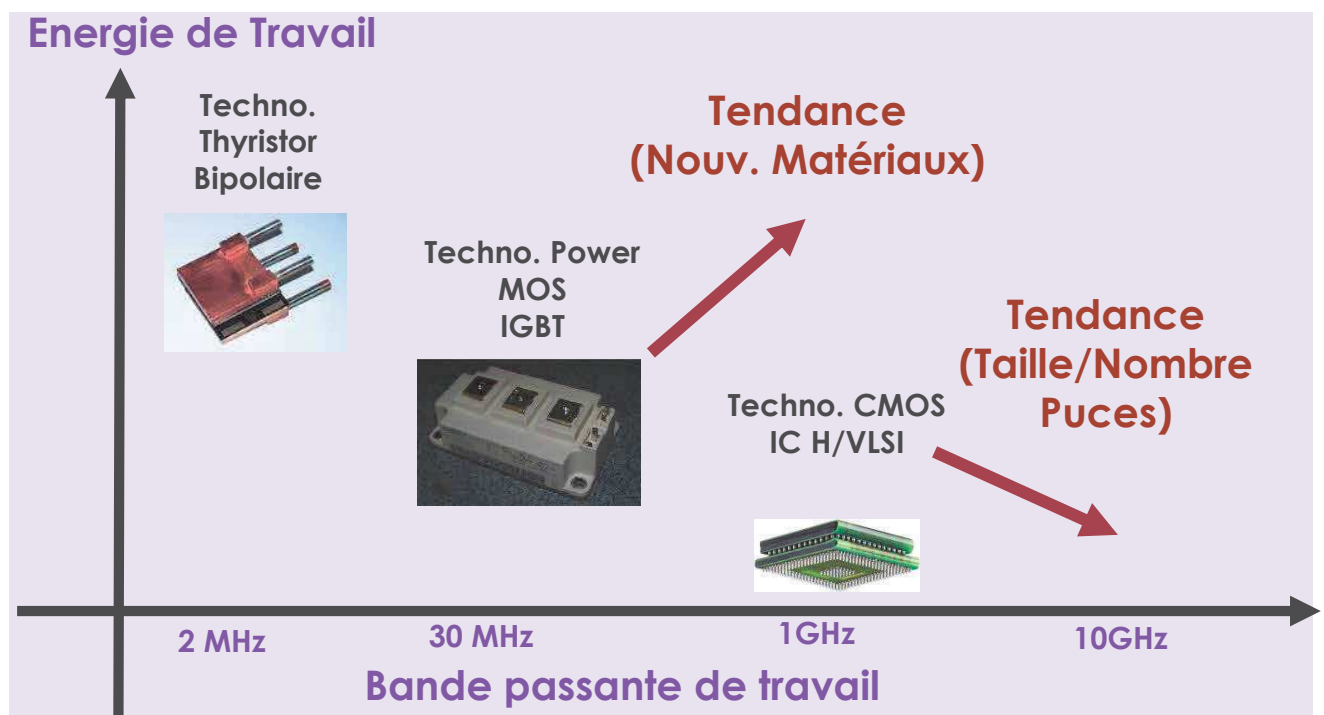 Energie de Travail
Techno.
Thyristor
Bipolaire
Tendance
(Nouv. Matériaux)
Techno. Power
MOS
IGBT
Tendance
(Taille/Nombre
Puces)
Techno. CMOS
IC H/VLSI
2 MHz
30 MHz
1GHz
10GHz
Bande passante de travail